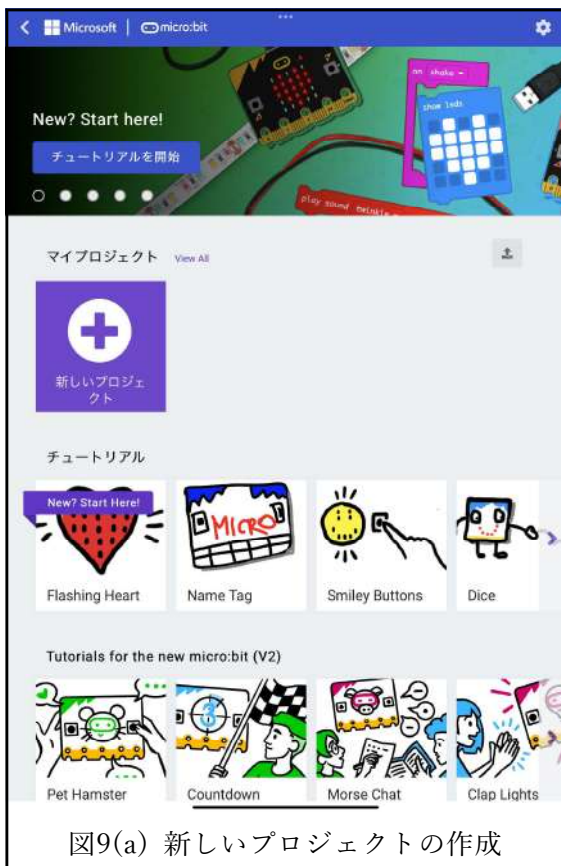 Microsoft | micro:bit
on shake
show leds
New? Start here!
チュートリアルを開始
play sound twinkle
マイプロジェクト View All
新しいプロジェ
クト
チュートリアル
New? Start Here!
MICRO
Flashing Heart
Name Tag
Smiley Buttons
Dice
Tutorials for the new micro:bit (V2)
3
Pet Hamster
Countdown
Morse Chat
Clap Lights
図9(a) 新しいプロジェクトの作成